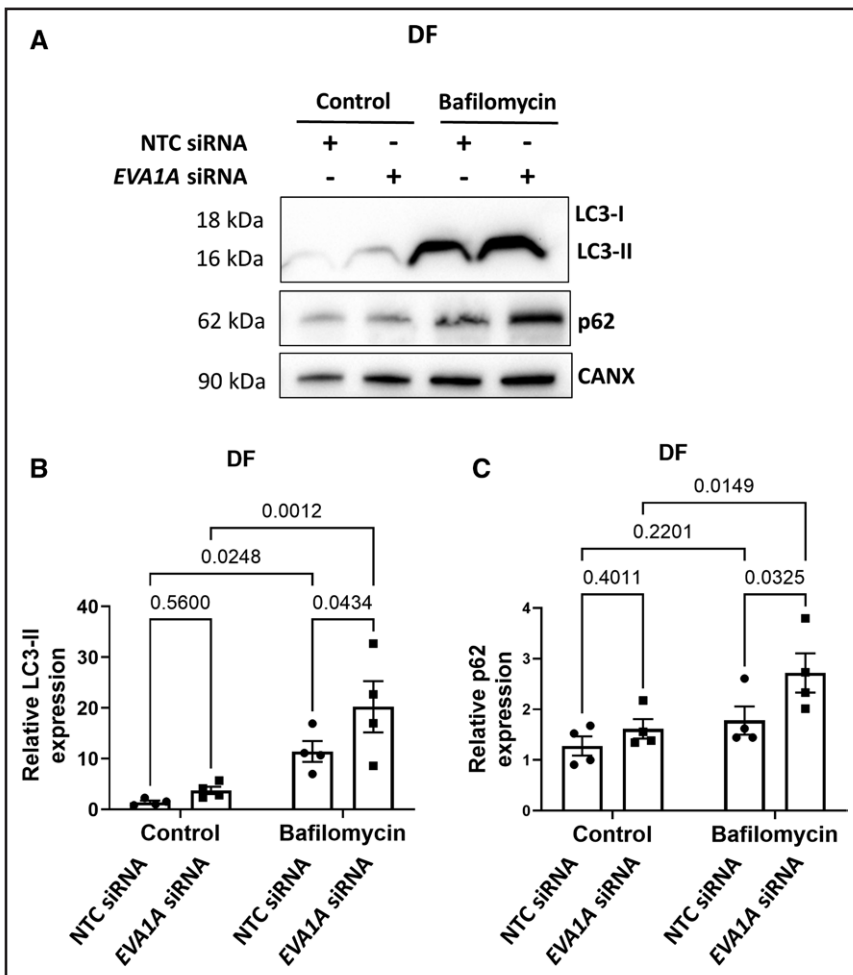 A
DF
Control Bafilomycin
NTC siRNA + - + -
EVA1A siRNA - + - +
18 kDa LC3-I
16 kDa LC3-II
62 kDa p62
90 kDa CANX
B
DF
0.0012
0.0248
0.5600 0.0434
Relative LC3-II
expression
40
30
20
10
0
Control Bafilomycin
NTC siRNA
EVA1A siRNA
NTC siRNA
EVA1A siRNA
C
DF
0.0149
0.2201
0.4011 0.0325
Relative p62
expression
4
3
2
1
0
Control Bafilomycin
NTC siRNA
EVA1A siRNA
NTC siRNA
EVA1A siRNA